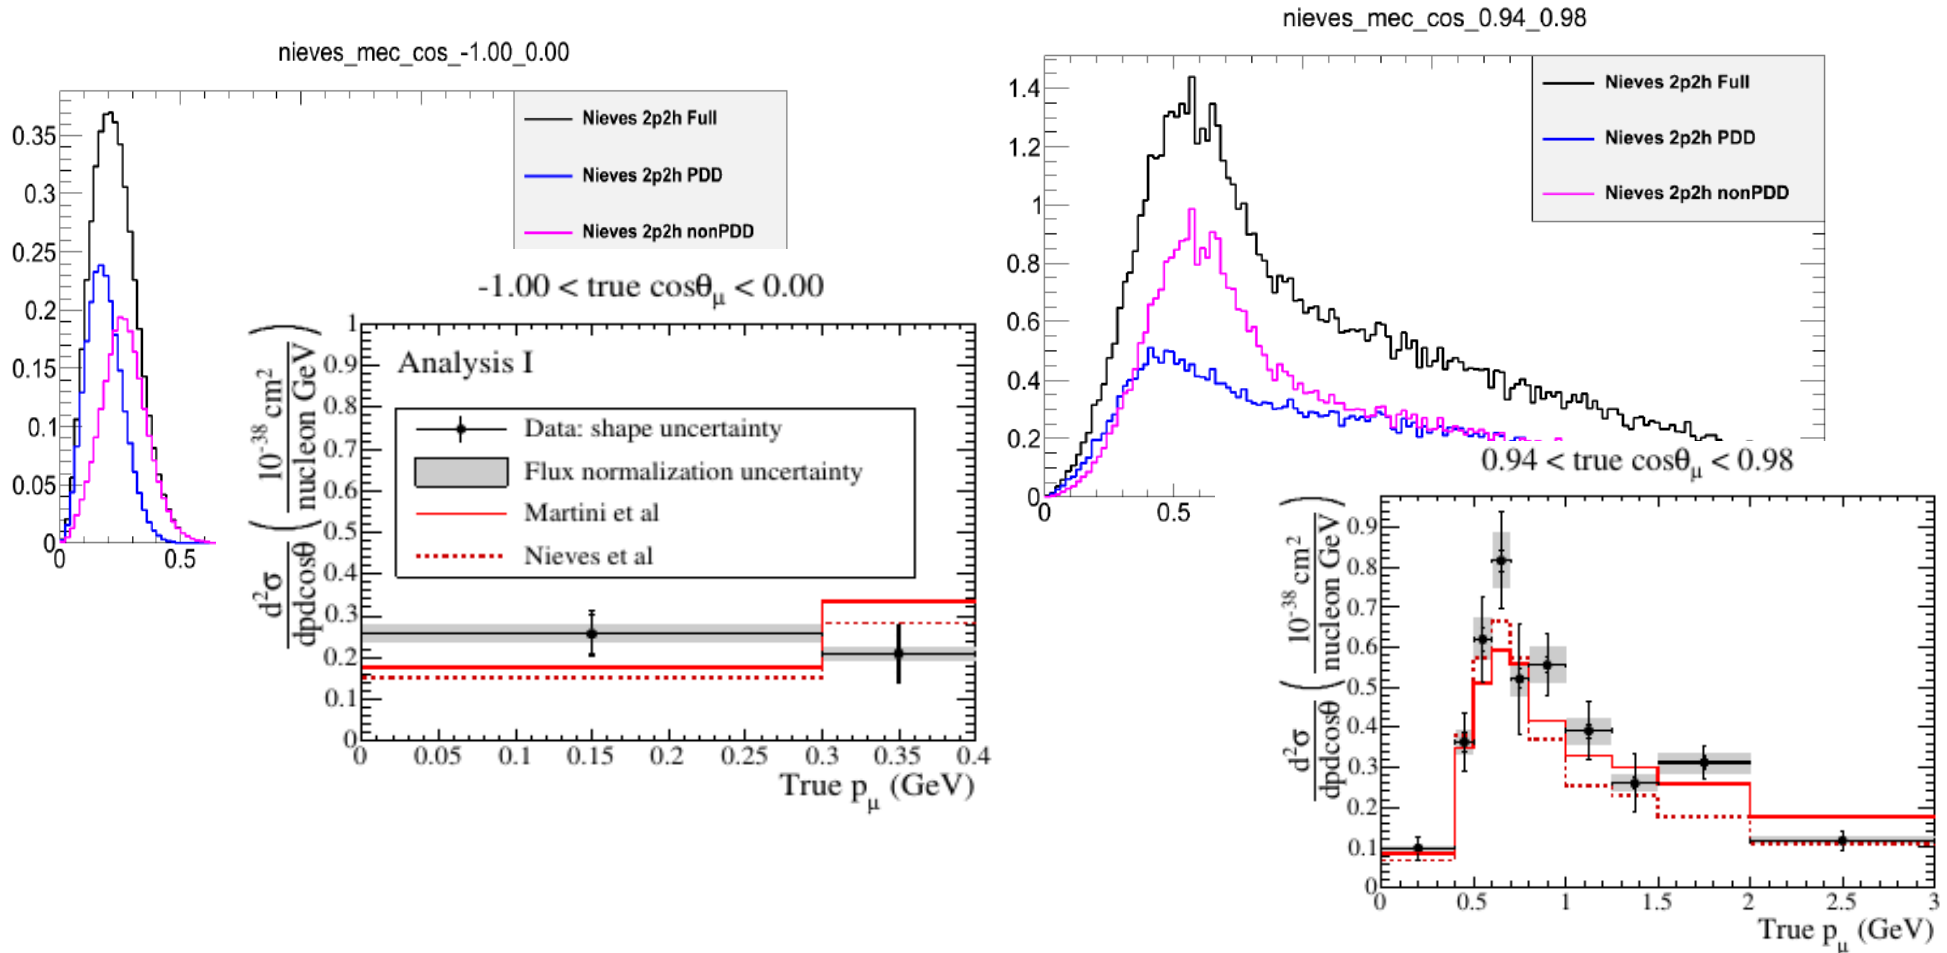 nieves_mec_cos_-1.00_0.00
0.35
0.3
0.25
0.2
0.15
0.1
0.05
0
0
0.5
Nieves 2p2h Full
Nieves 2p2h PDD
Nieves 2p2h nonPDD
-1.00 < true cosθμ < 0.00
d²σ/dpdcosθ (10⁻³⁸ cm²/nucleon GeV)
1
0.9
0.8
0.7
0.6
0.5
0.4
0.3
0.2
0.1
0
Analysis I
Data: shape uncertainty
Flux normalization uncertainty
Martini et al
Nieves et al
0 0.05 0.1 0.15 0.2 0.25 0.3 0.35 0.4
True pμ (GeV)
nieves_mec_cos_0.94_0.98
1.4
1.2
1
0.8
0.6
0.4
0.2
0
0 0.5
Nieves 2p2h Full
Nieves 2p2h PDD
Nieves 2p2h nonPDD
0.94 < true cosθμ < 0.98
d²σ/dpdcosθ (10⁻³⁸ cm²/nucleon GeV)
0.9
0.8
0.7
0.6
0.5
0.4
0.3
0.2
0.1
0
0 0.5 1 1.5 2 2.5 3
True pμ (GeV)